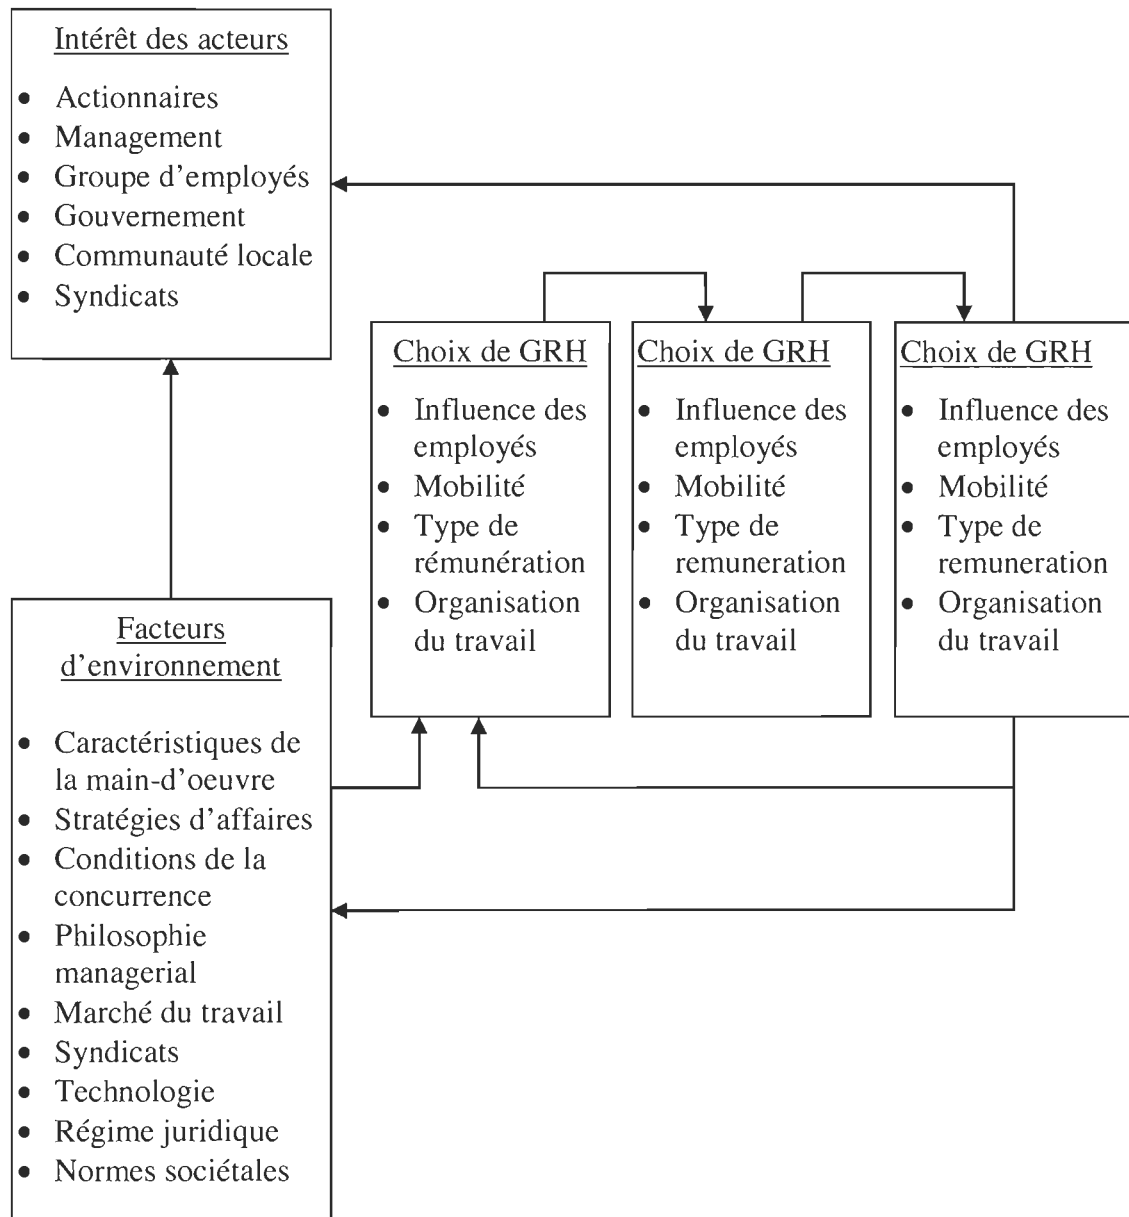 Intérêt des acteurs
• Actionnaires
• Management
• Groupe d'employés
• Gouvernement
• Communauté locale
• Syndicats
Choix de GRH
• Influence des
employés
• Mobilité
• Type de
rémunération
• Organisation
du travail
Choix de GRH
• Influence des
employés
• Mobilité
• Type de
remuneration
• Organisation
du travail
Choix de GRH
• Influence des
employés
• Mobilité
• Type de
remuneration
• Organisation
du travail
Facteurs
d'environnement
• Caractéristiques de
la main-d'oeuvre
• Stratégies d'affaires
• Conditions de la
concurrence
• Philosophie
managerial
• Marché du travail
• Syndicats
• Technologie
• Régime juridique
• Normes sociétales